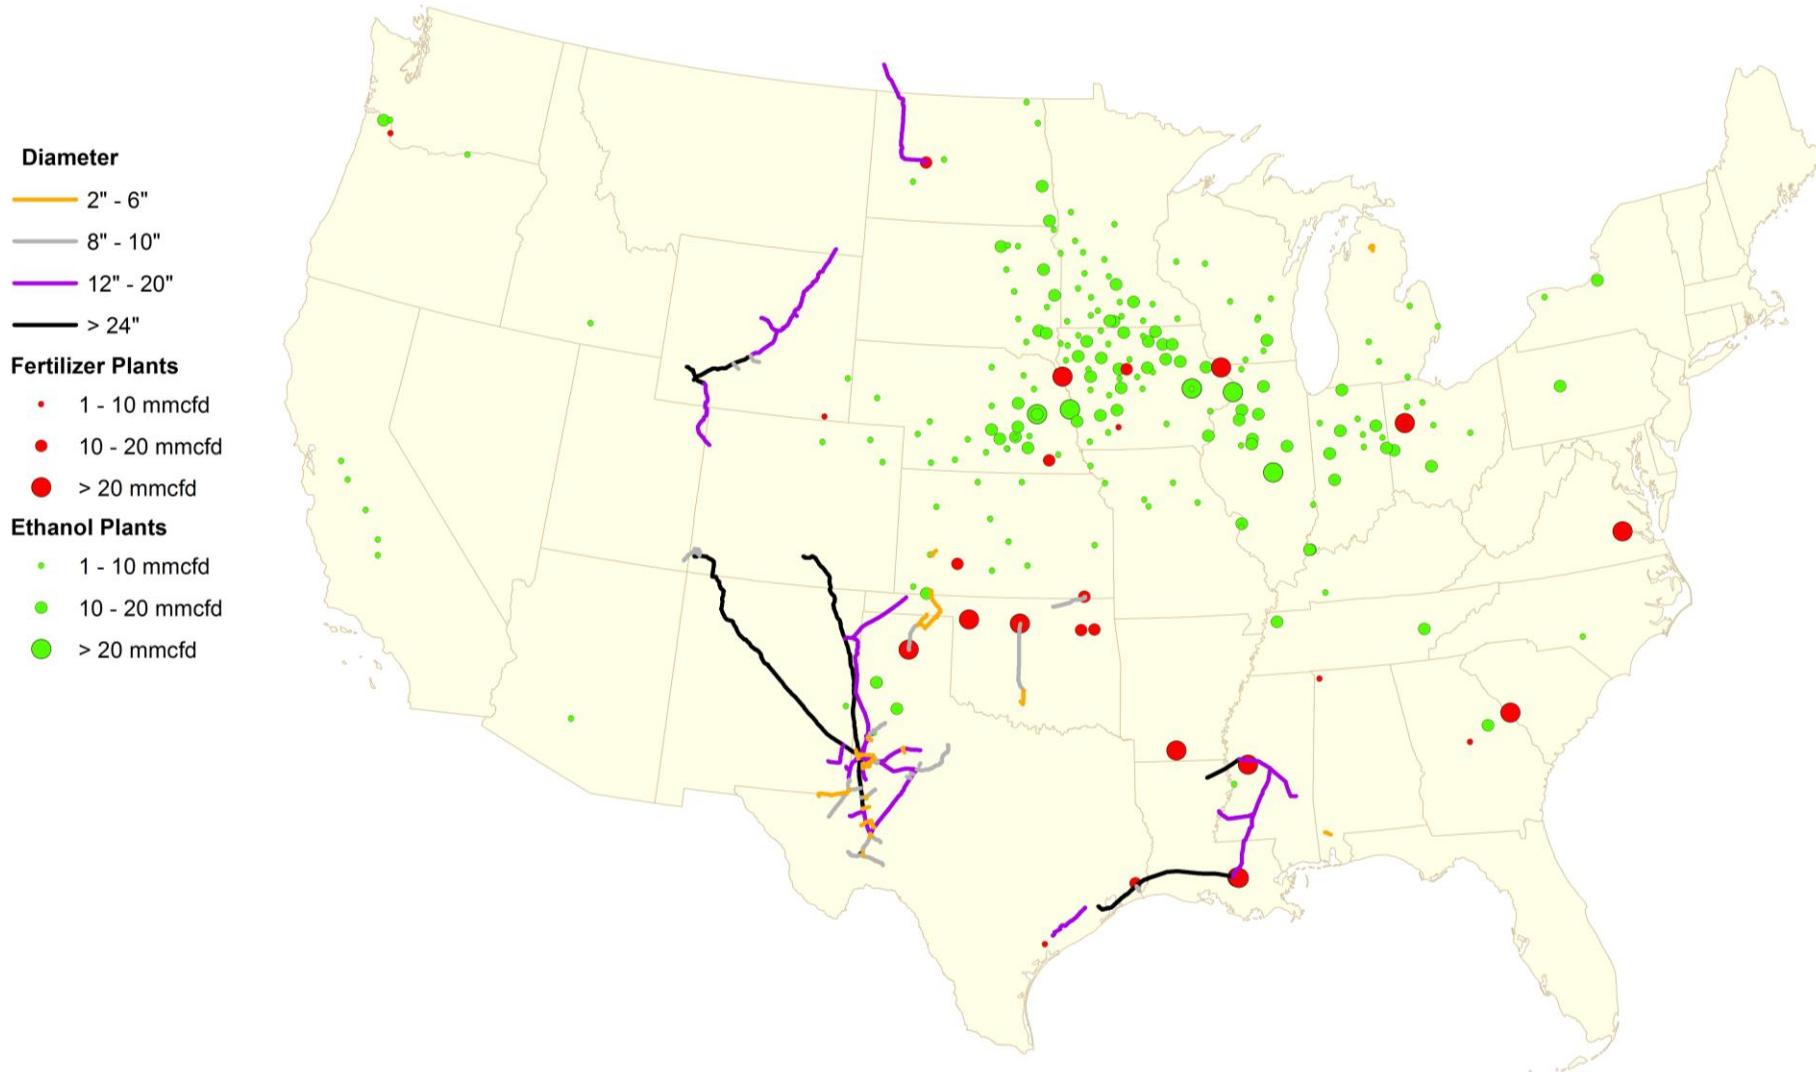 Diameter
2" - 6"
8" - 10"
12" - 20"
> 24"
Fertilizer Plants
1 - 10 mmcfd
10 - 20 mmcfd
> 20 mmcfd
Ethanol Plants
1 - 10 mmcfd
10 - 20 mmcfd
> 20 mmcfd